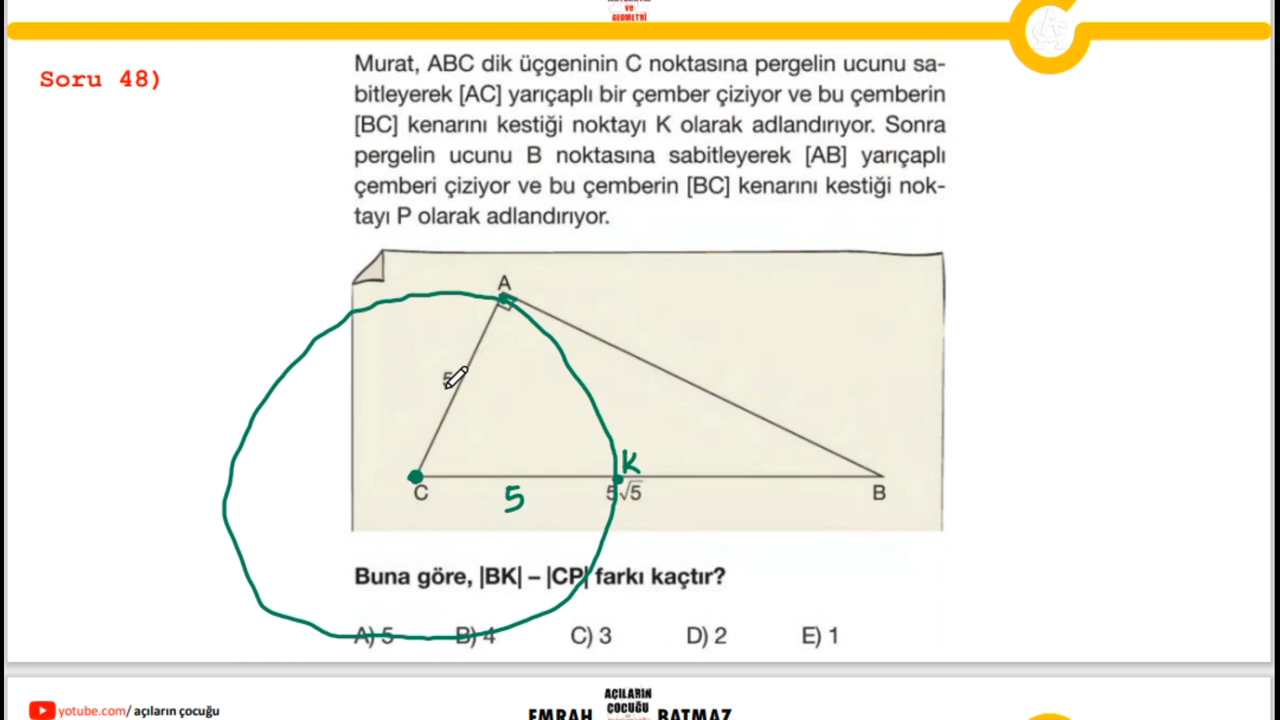 ve
GEOMETRİ
Soru 48)
Murat, ABC dik üçgeninin C noktasına pergelin ucunu sa-
bitleyerek [AC] yarıçaplı bir çember çiziyor ve bu çemberin
[BC] kenarını kestiği noktayı K olarak adlandırıyor. Sonra
pergelin ucunu B noktasına sabitleyerek [AB] yarıçaplı
çemberi çiziyor ve bu çemberin [BC] kenarını kestiği nok-
tayı P olarak adlandırıyor.
A
5
K
C
5
5√5
B
Buna göre, |BK| – |CP| farkı kaçtır?
A) 5 B) 4 C) 3 D) 2 E) 1
yotube.com/ açıların çocuğu
AÇILARIN
ÇOCUĞU
EMRAH BATMAZ